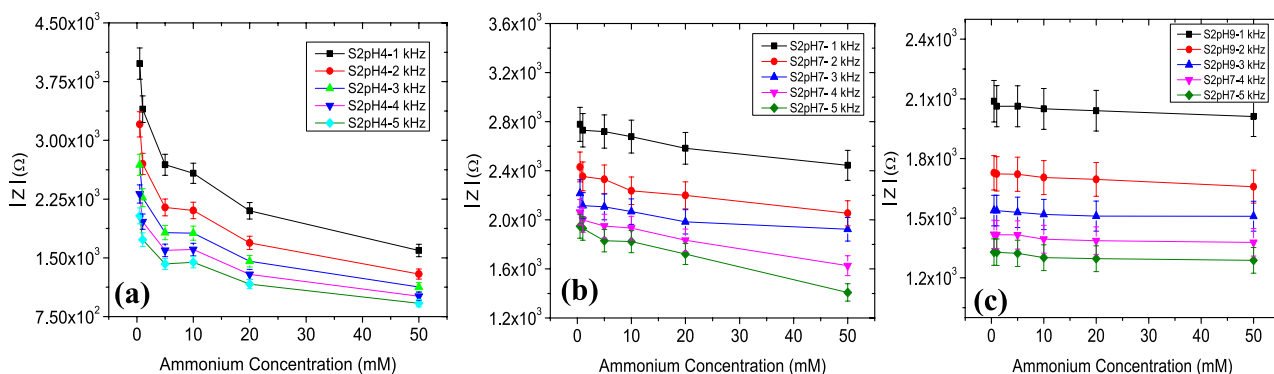 4.50x10³
3.75x10³
3.00x10³
2.25x10³
1.50x10³
7.50x10²
|Z|(Ω)
S2pH4-1 kHz
S2pH4-2 kHz
S2pH4-3 kHz
S2pH4-4 kHz
S2pH4-5 kHz
(a)
0 10 20 30 40 50
Ammonium Concentration (mM)
3.6x10³
3.2x10³
2.8x10³
2.4x10³
2.0x10³
1.6x10³
1.2x10³
|Z|(Ω)
S2pH7- 1 kHz
S2pH7- 2 kHz
S2pH7- 3 kHz
S2pH7- 4 kHz
S2pH7- 5 kHz
(b)
0 10 20 30 40 50
Ammonium Concentration (mM)
2.4x10³
2.1x10³
1.8x10³
1.5x10³
1.2x10³
|Z|(Ω)
S2pH9-1 kHz
S2pH9-2 kHz
S2pH9-3 kHz
S2pH7-4 kHz
S2pH7-5 kHz
(c)
0 10 20 30 40 50
Ammonium Concentration (mM)